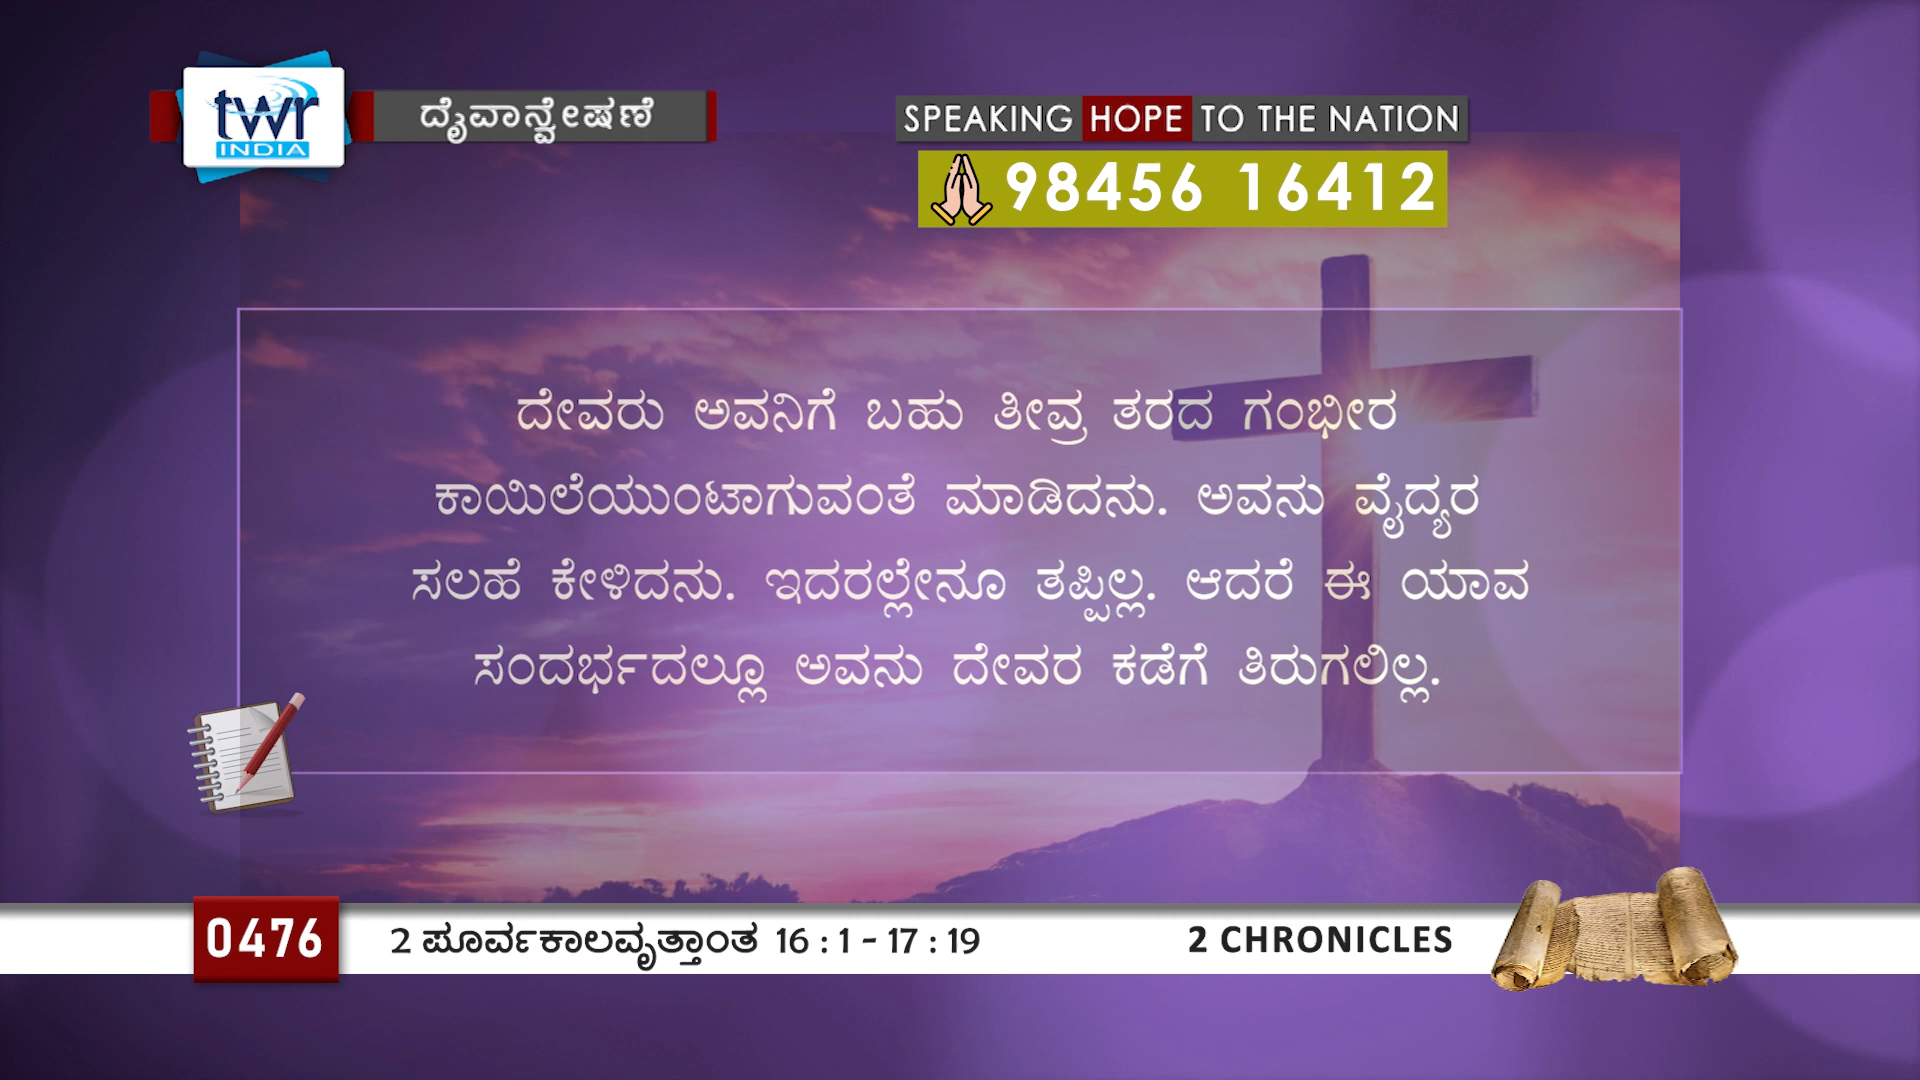 twr
INDIA
ದೈವಾನ್ವೇಷಣೆ
SPEAKING HOPE TO THE NATION
98456 16412
ದೇವರು ಅವನಿಗೆ ಬಹು ತೀವ್ರ ತರದ ಗಂಭೀರ
ಕಾಯಿಲೆಯುಂಟಾಗುವಂತೆ ಮಾಡಿದನು. ಅವನು ವೈದ್ಯರ
ಸಲಹೆ ಕೇಳಿದನು. ಇದರಲ್ಲೇನೂ ತಪ್ಪಿಲ್ಲ. ಆದರೆ ಈ ಯಾವ
ಸಂದರ್ಭದಲ್ಲೂ ಅವನು ದೇವರ ಕಡೆಗೆ ತಿರುಗಲಿಲ್ಲ.
0476
2 ಪೂರ್ವಕಾಲವೃತ್ತಾಂತ 16 : 1 - 17 : 19
2 CHRONICLES